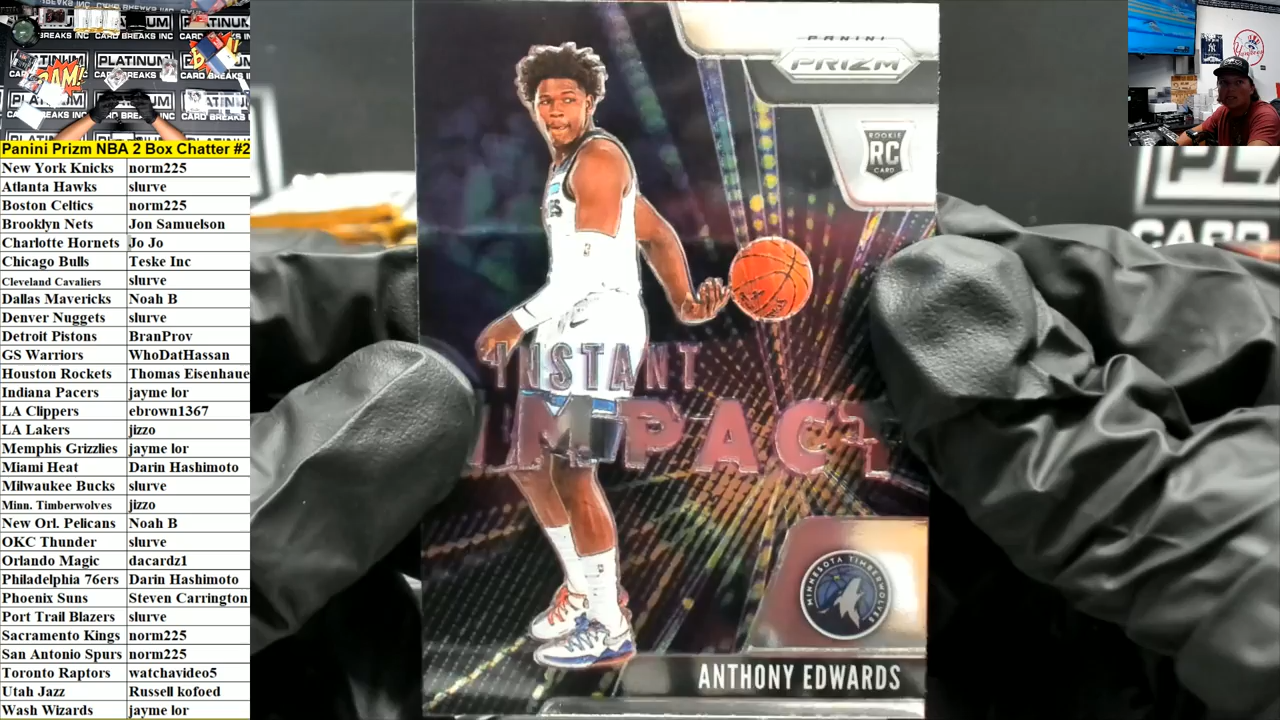 PLATINUM
CARD BREAKS INC
BAM!
Panini Prizm NBA 2 Box Chatter #2
New York Knicks norm225
Atlanta Hawks slurve
Boston Celtics norm225
Brooklyn Nets Jon Samuelson
Charlotte Hornets Jo Jo
Chicago Bulls Teske Inc
Cleveland Cavaliers slurve
Dallas Mavericks Noah B
Denver Nuggets slurve
Detroit Pistons BranProv
GS Warriors WhoDatHassan
Houston Rockets Thomas Eisenhaue
Indiana Pacers jayme lor
LA Clippers ebrown1367
LA Lakers jizzo
Memphis Grizzlies jayme lor
Miami Heat Darin Hashimoto
Milwaukee Bucks slurve
Minn. Timberwolves jizzo
New Orl. Pelicans Noah B
OKC Thunder slurve
Orlando Magic dacardz1
Philadelphia 76ers Darin Hashimoto
Phoenix Suns Steven Carrington
Port Trail Blazers slurve
Sacramento Kings norm225
San Antonio Spurs norm225
Toronto Raptors watchavideo5
Utah Jazz Russell kofoed
Wash Wizards jayme lor
PANINI
PRIZM
ROOKIE
RC
CARD
INSTANT
IMPACT
MINNESOTA TIMBERWOLVES
ANTHONY EDWARDS